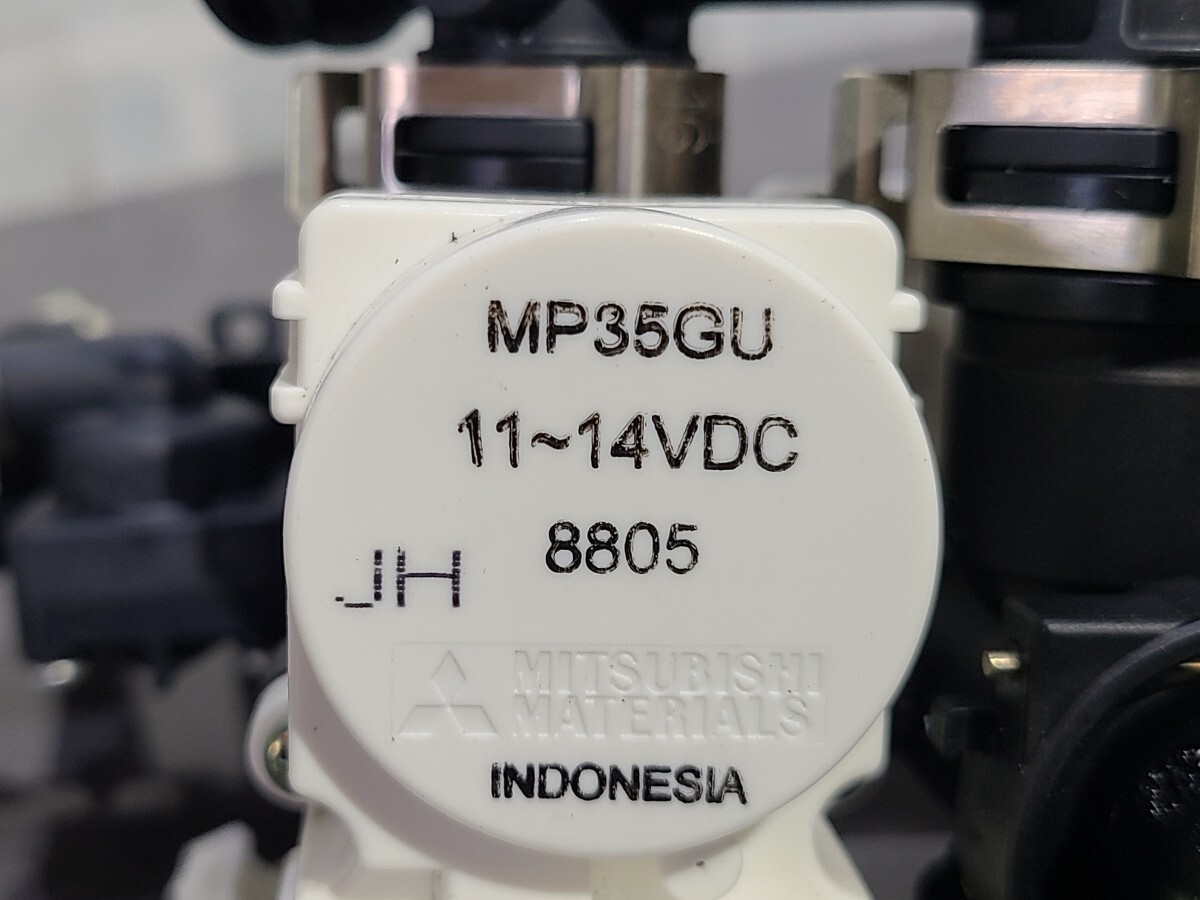 MP35GU
11~14VDC
8805
JH
MITSUBISHI
MATERIALS
INDONESIA